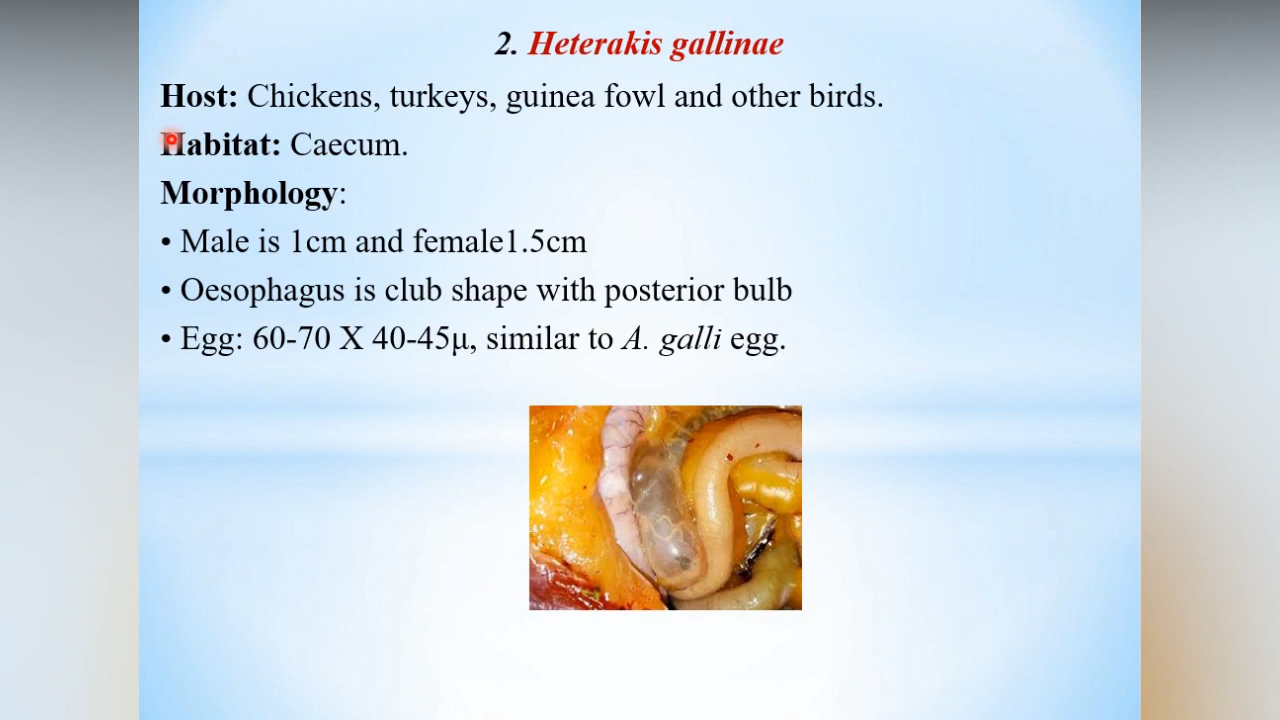 2. Heterakis gallinae
Host: Chickens, turkeys, guinea fowl and other birds.
Habitat: Caecum.
Morphology:
• Male is 1cm and female1.5cm
• Oesophagus is club shape with posterior bulb
• Egg: 60-70 X 40-45μ, similar to A. galli egg.